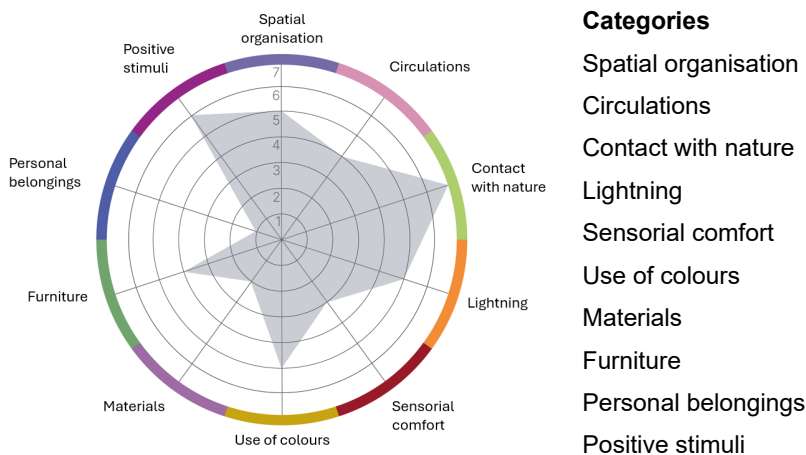 Spatial
organisation
Circulations
Contact
with nature
Lightning
Sensorial
comfort
Use of colours
Materials
Furniture
Personal
belongings
Positive
stimuli
7
6
5
4
3
2
1
Categories
Spatial organisation
Circulations
Contact with nature
Lightning
Sensorial comfort
Use of colours
Materials
Furniture
Personal belongings
Positive stimuli